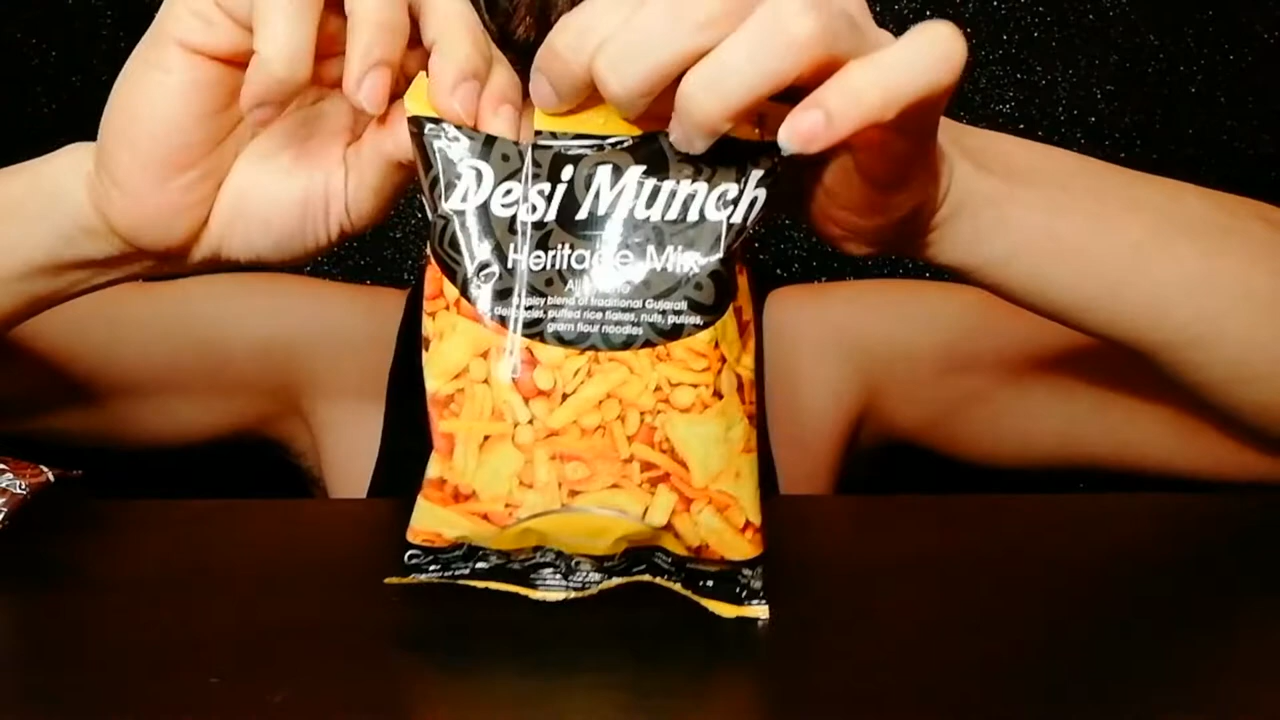 Desi Munch
Heritage Mix
spicy blend of traditional Gujarati
delicacies, puffed rice flakes, nuts, pulses,
gram flour noodles